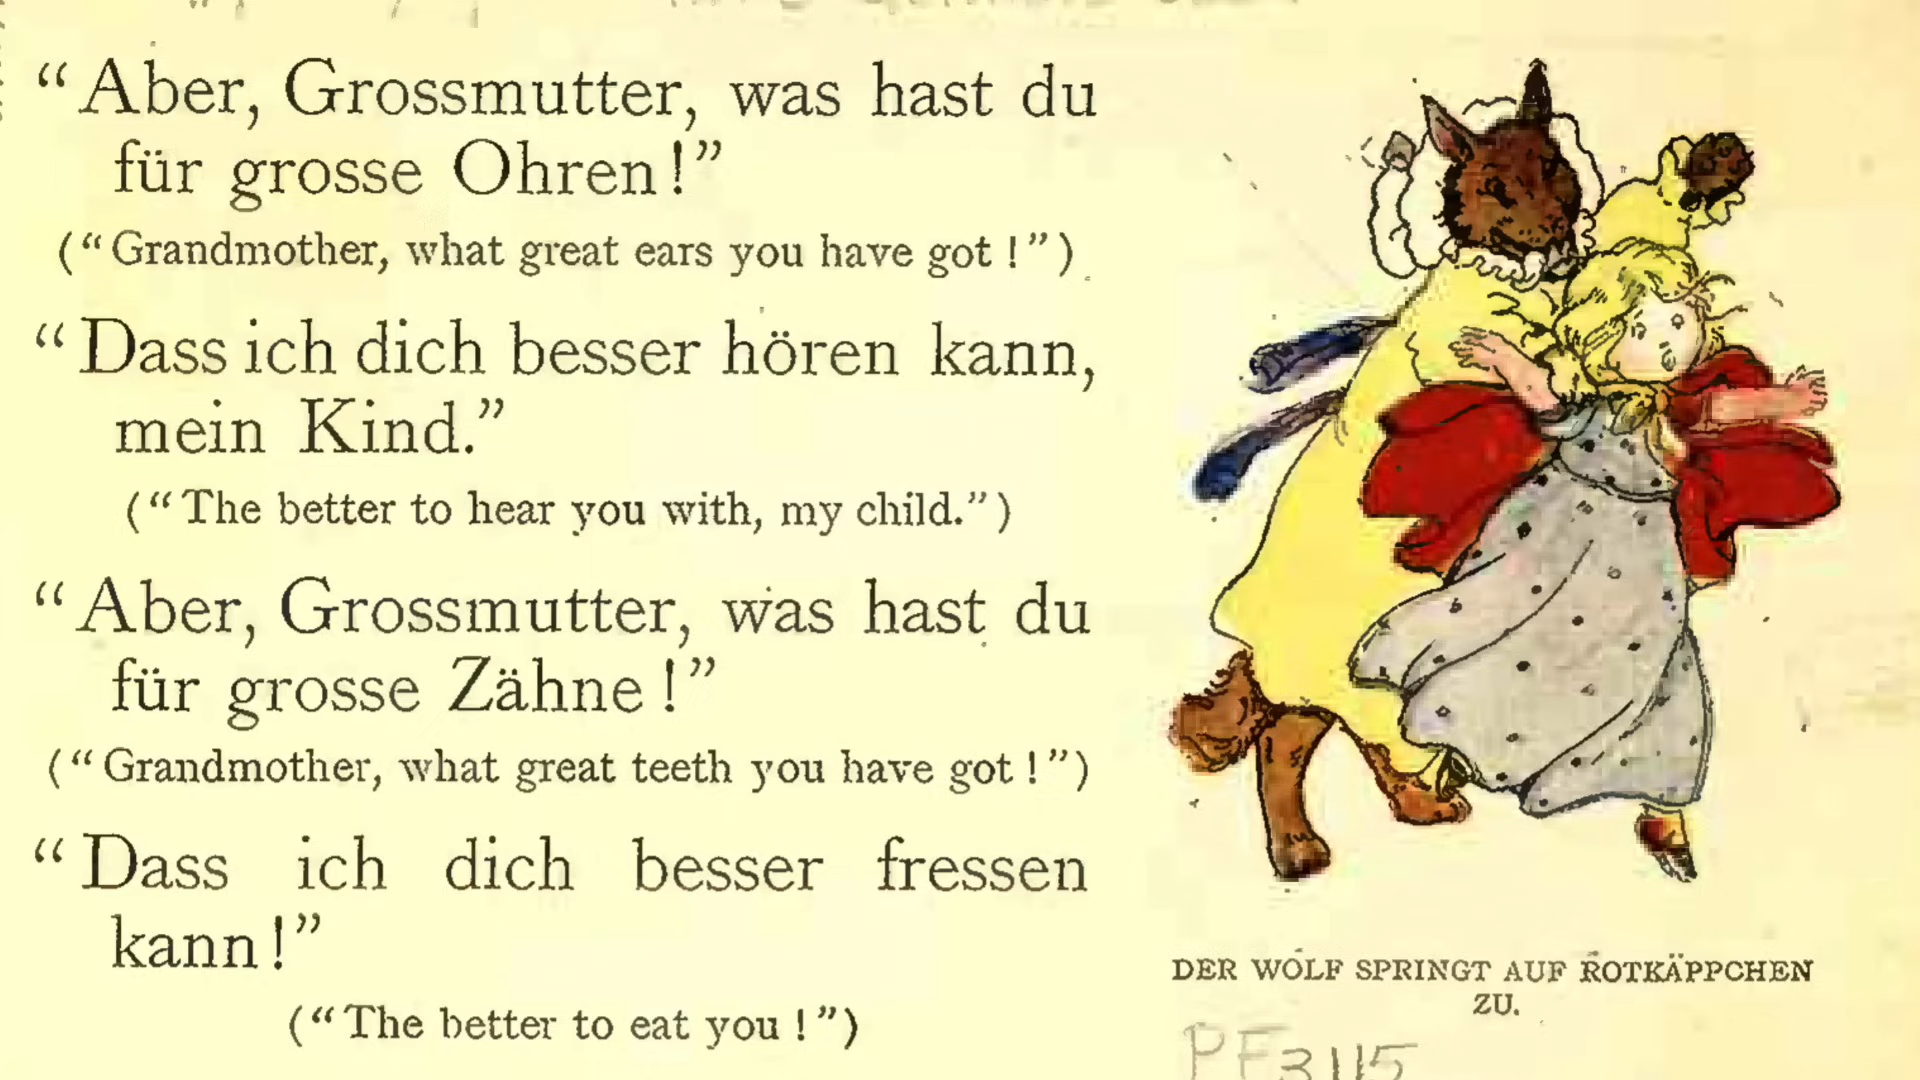 “Aber, Grossmutter, was hast du
für grosse Ohren!”
(“Grandmother, what great ears you have got!”)
“Dass ich dich besser hören kann,
mein Kind.”
(“The better to hear you with, my child.”)
“Aber, Grossmutter, was hast du
für grosse Zähne!”
(“Grandmother, what great teeth you have got!”)
“Dass ich dich besser fressen
kann!”
(“The better to eat you!”)
DER WOLF SPRINGT AUF ROTKÄPPCHEN
ZU.
PF3115